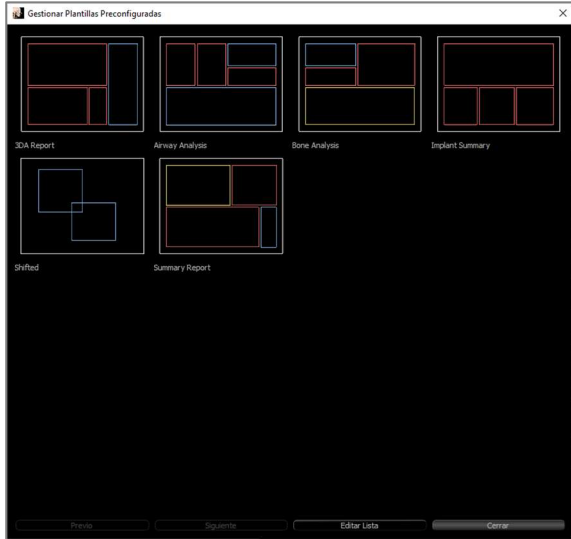 Gestionar Plantillas Preconfiguradas
3DA Report
Airway Analysis
Bone Analysis
Implant Summary
Shifted
Summary Report
Previo
Siguiente
Editar Lista
Cerrar